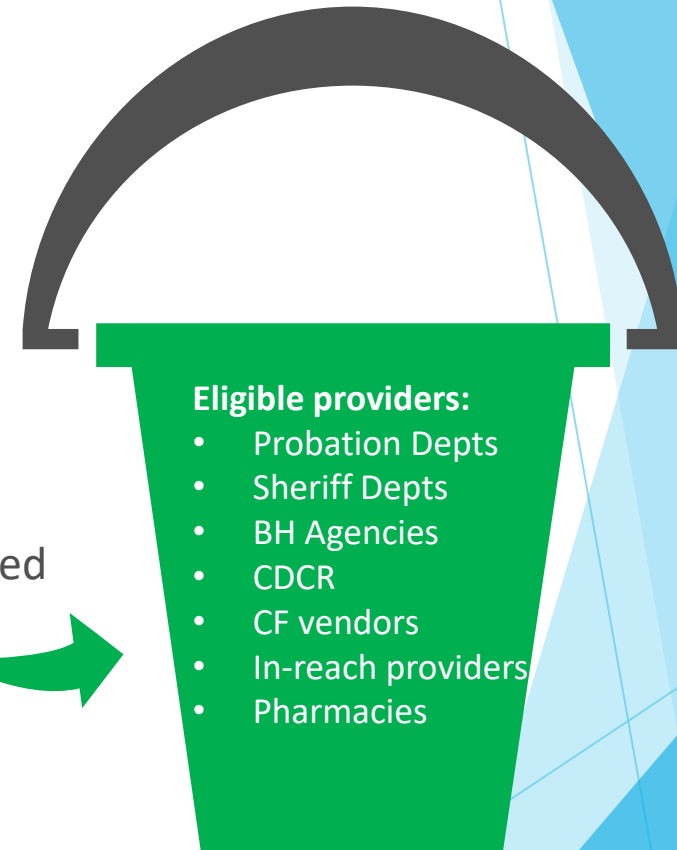 Eligible providers:
• Probation Depts
• Sheriff Depts
• BH Agencies
• CDCR
ed
• CF vendors
• In-reach providers
• Pharmacies